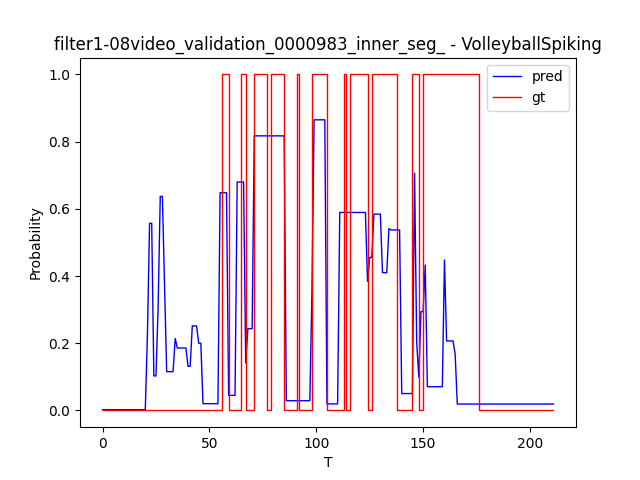 filter1-08video_validation_0000983_inner_seg_ - VolleyballSpiking
pred
gt
1.0
0.8
0.6
0.4
0.2
0.0
Probability
0
50
100
150
200
T